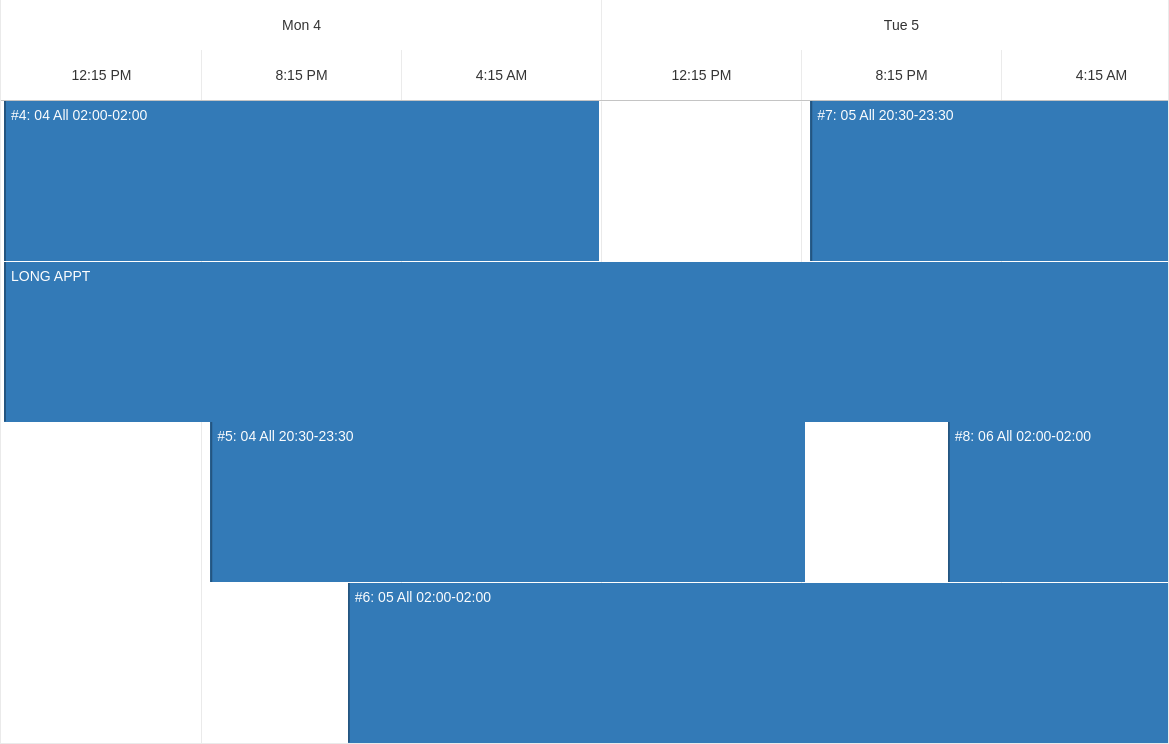 Mon 4
Tue 5
12:15 PM
8:15 PM
4:15 AM
12:15 PM
8:15 PM
4:15 AM
#4: 04 All 02:00-02:00
#7: 05 All 20:30-23:30
LONG APPT
#5: 04 All 20:30-23:30
#8: 06 All 02:00-02:00
#6: 05 All 02:00-02:00